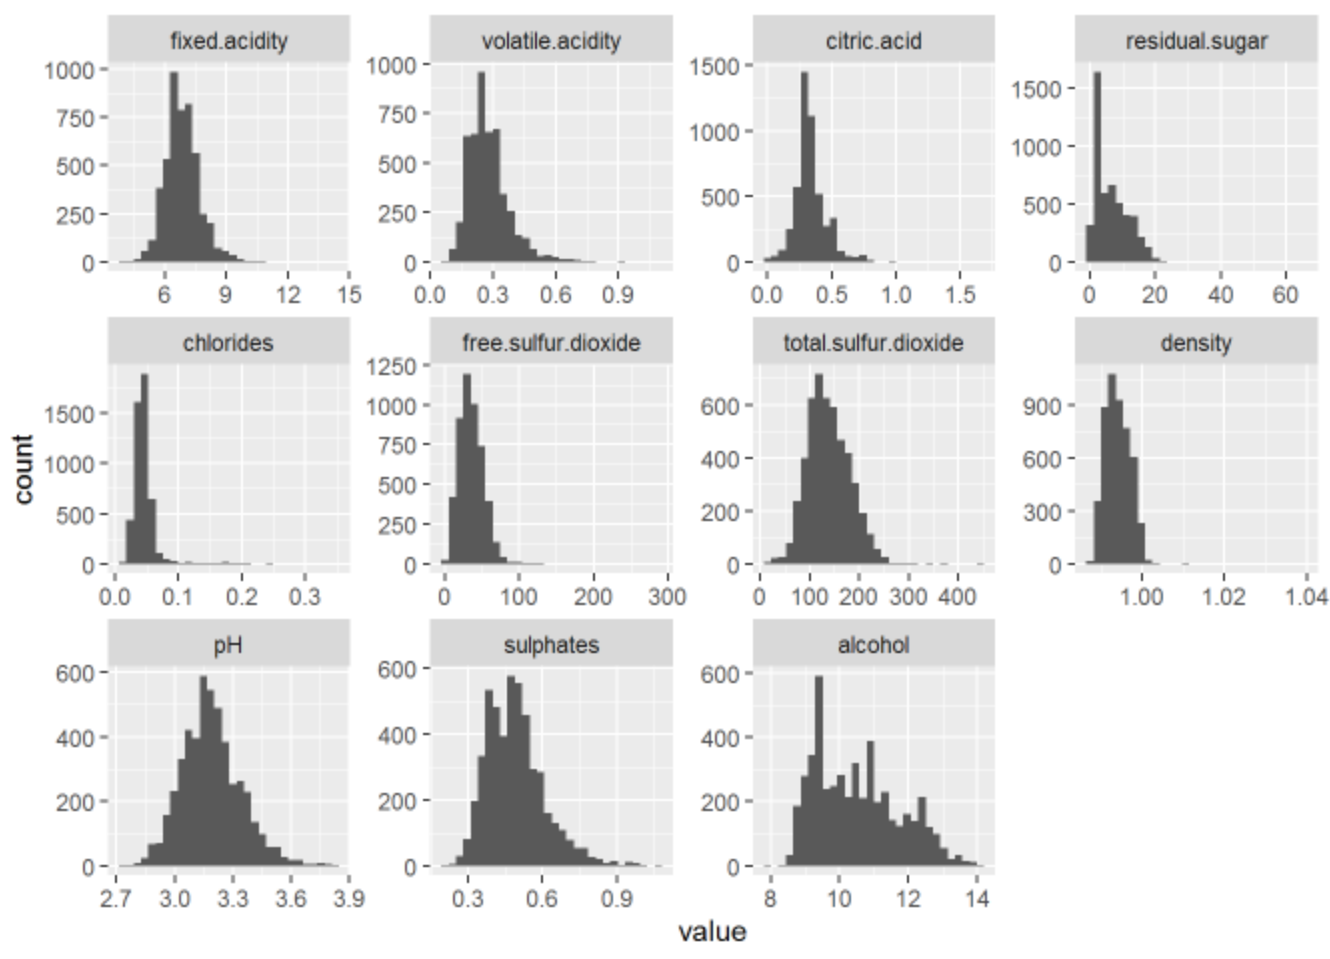 fixed.acidity volatile.acidity citric.acid residual.sugar
1000 1000 1500 1500
750 750 1000 1000
500 500 500 500
250 250
0 0 0 0
6 9 12 15 0.0 0.3 0.6 0.9 0.0 0.5 1.0 1.5 0 20 40 60
chlorides free.sulfur.dioxide total.sulfur.dioxide density
1500 1250 600 900
1000 1000 400 600
500 750 200 300
0 500 0 0
250
0
0.0 0.1 0.2 0.3 0 100 200 300 0 100 200 300 400 1.00 1.02 1.04
count
pH sulphates alcohol
600 600 600
400 400 400
200 200 200
0 0 0
2.7 3.0 3.3 3.6 3.9 0.3 0.6 0.9 8 10 12 14
value